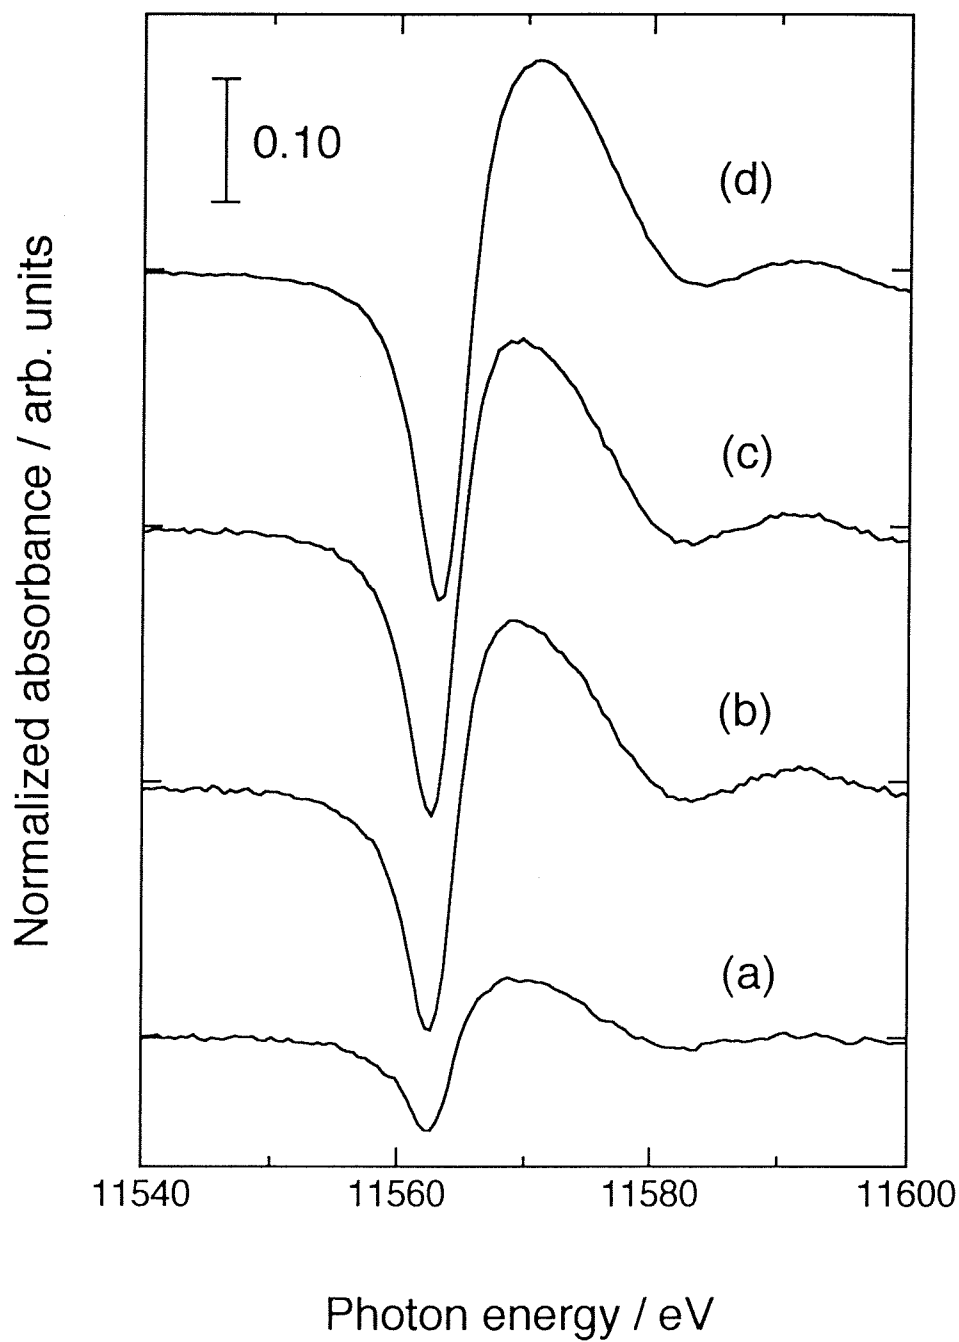 0.10
(d)
(c)
(b)
(a)
Normalized absorbance / arb. units
11540 11560 11580 11600
Photon energy / eV